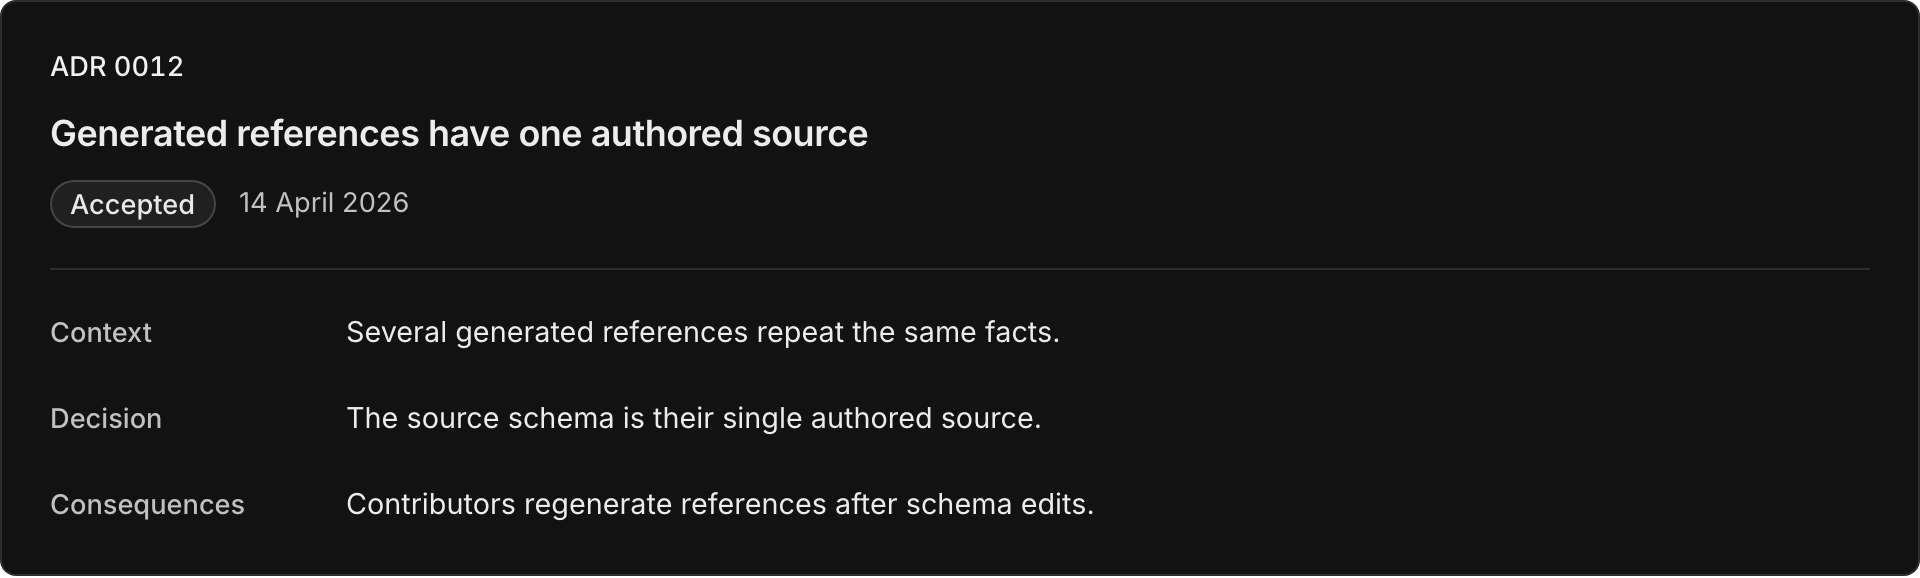 ADR 0012
Generated references have one authored source
Accepted 14 April 2026
Context Several generated references repeat the same facts.
Decision The source schema is their single authored source.
Consequences Contributors regenerate references after schema edits.